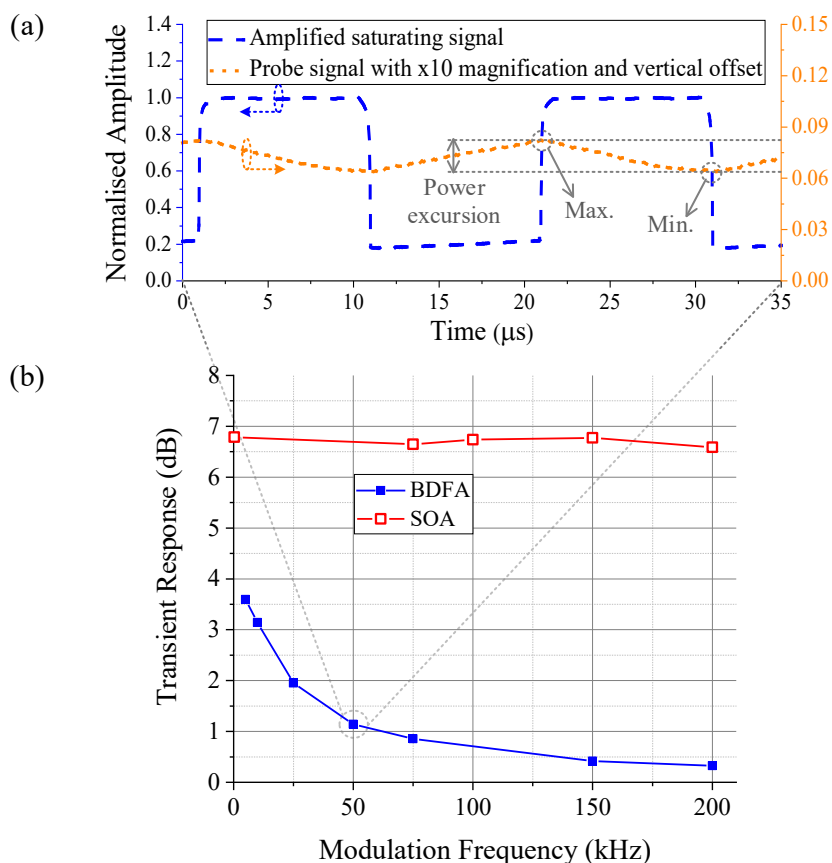 (a)
Amplified saturating signal
Probe signal with x10 magnification and vertical offset
Normalised Amplitude
1.4
1.2
1.0
0.8
0.6
0.4
0.2
0.0
0.15
0.12
0.09
0.06
0.03
0.00
Power
excursion
Max.
Min.
0 5 10 15 20 25 30 35
Time (μs)
(b)
Transient Response (dB)
8
7
6
5
4
3
2
1
0
BDFA
SOA
0 50 100 150 200
Modulation Frequency (kHz)